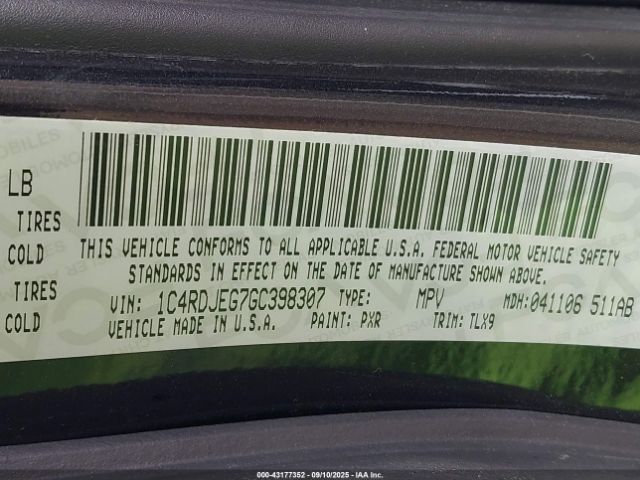 LB
TIRES
COLD
TIRES
COLD
THIS VEHICLE CONFORMS TO ALL APPLICABLE U.S.A. FEDERAL MOTOR VEHICLE SAFETY
STANDARDS IN EFFECT ON THE DATE OF MANUFACTURE SHOWN ABOVE.
VIN: 1C4RDJEG7GC398307 TYPE: MPV MDH:041106 511AB
VEHICLE MADE IN U.S.A. PAINT: PXR TRIM: TLX9
000-43177352 - 09/10/2025 - IAA Inc.